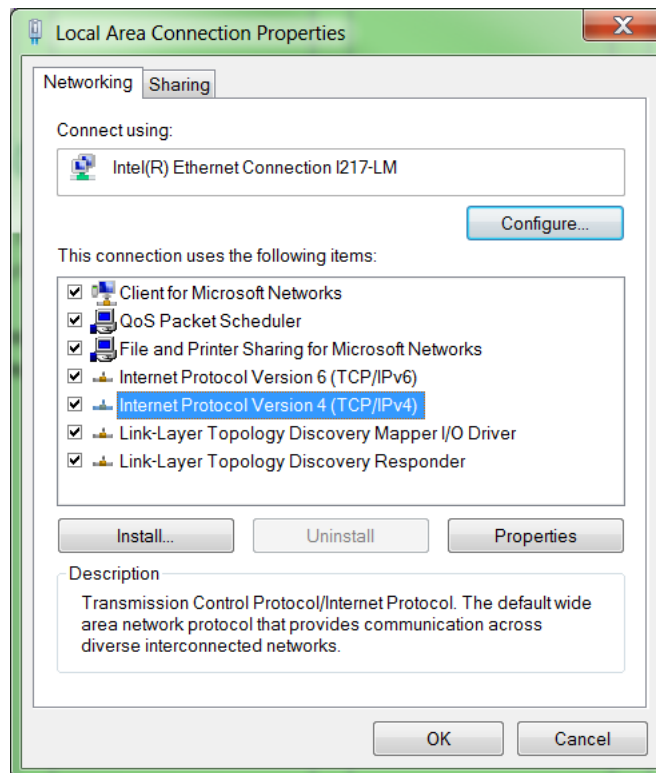 Local Area Connection Properties
Networking
Sharing
Connect using:
Intel(R) Ethernet Connection I217-LM
Configure...
This connection uses the following items:
Client for Microsoft Networks
QoS Packet Scheduler
File and Printer Sharing for Microsoft Networks
Internet Protocol Version 6 (TCP/IPv6)
Internet Protocol Version 4 (TCP/IPv4)
Link-Layer Topology Discovery Mapper I/O Driver
Link-Layer Topology Discovery Responder
Install...
Uninstall
Properties
Description
Transmission Control Protocol/Internet Protocol. The default wide
area network protocol that provides communication across
diverse interconnected networks.
OK
Cancel